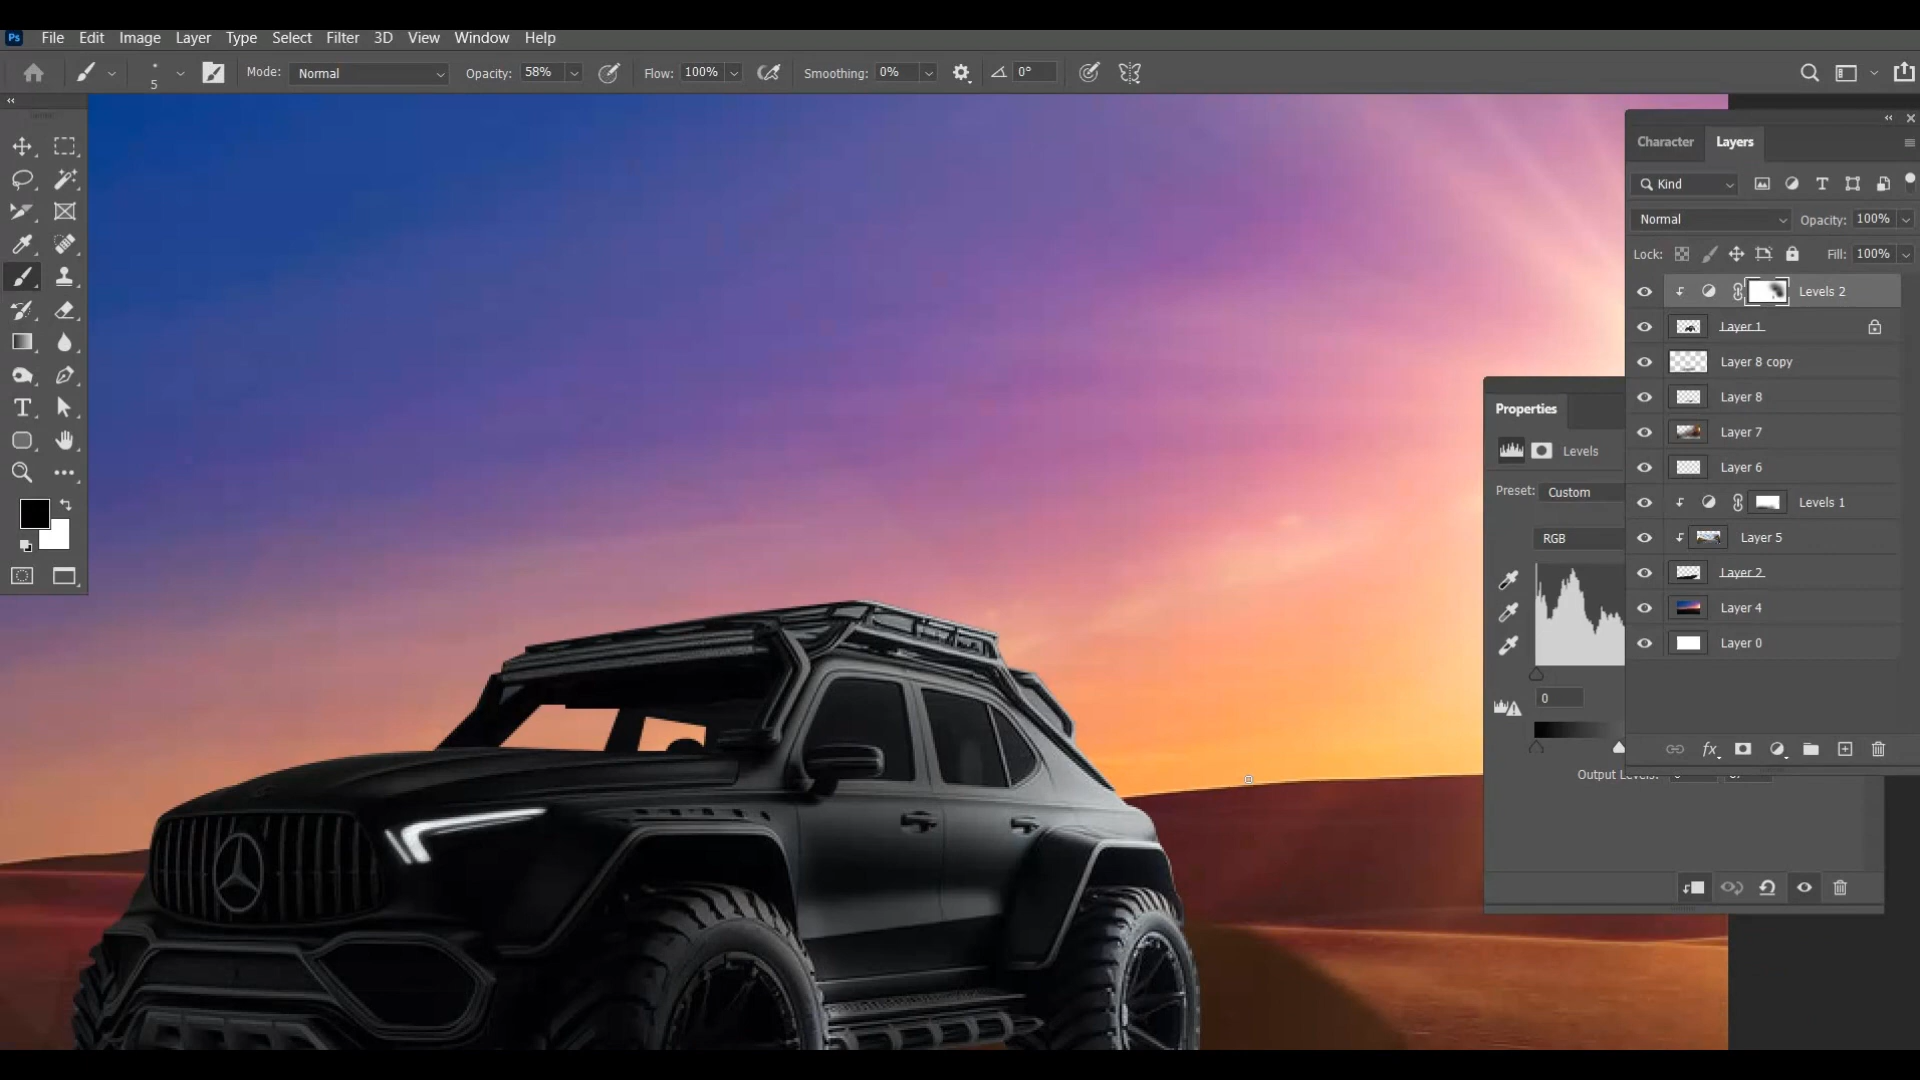 Ps File Edit Image Layer Type Select Filter 3D View Window Help
5 Mode: Normal Opacity: 58% Flow: 100% Smoothing: 0% 0°
Character Layers
Kind
Normal Opacity: 100%
Lock: Fill: 100%
Levels 2
Layer 1
Layer 8 copy
Layer 8
Layer 7
Layer 6
Levels 1
Layer 5
Layer 2
Layer 4
Layer 0
fx
Properties
Levels
Preset: Custom
RGB
0
Output Levels: